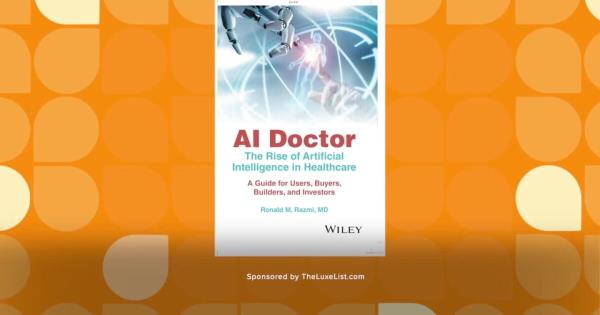 AI Doctor
The Rise of Artificial
Intelligence in Healthcare
A Guide for Users, Buyers,
Builders, and Investors
Ronald M. Razmi, MD
WILEY
Sponsored by TheLuxeList.com